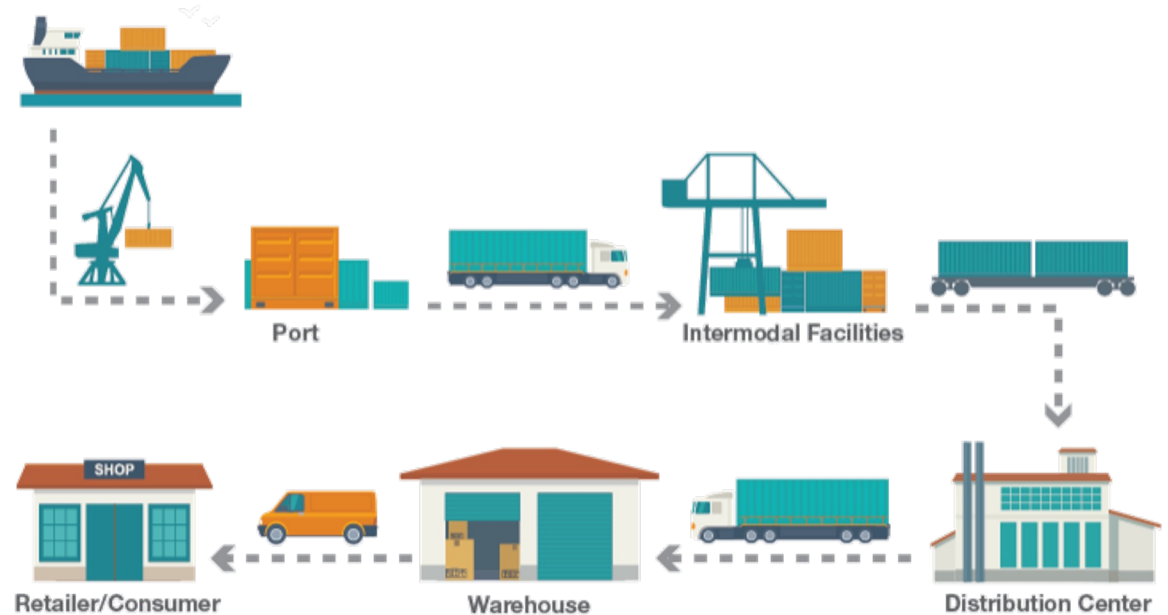 Port
Intermodal Facilities
SHOP
Retailer/Consumer
Warehouse
Distribution Center